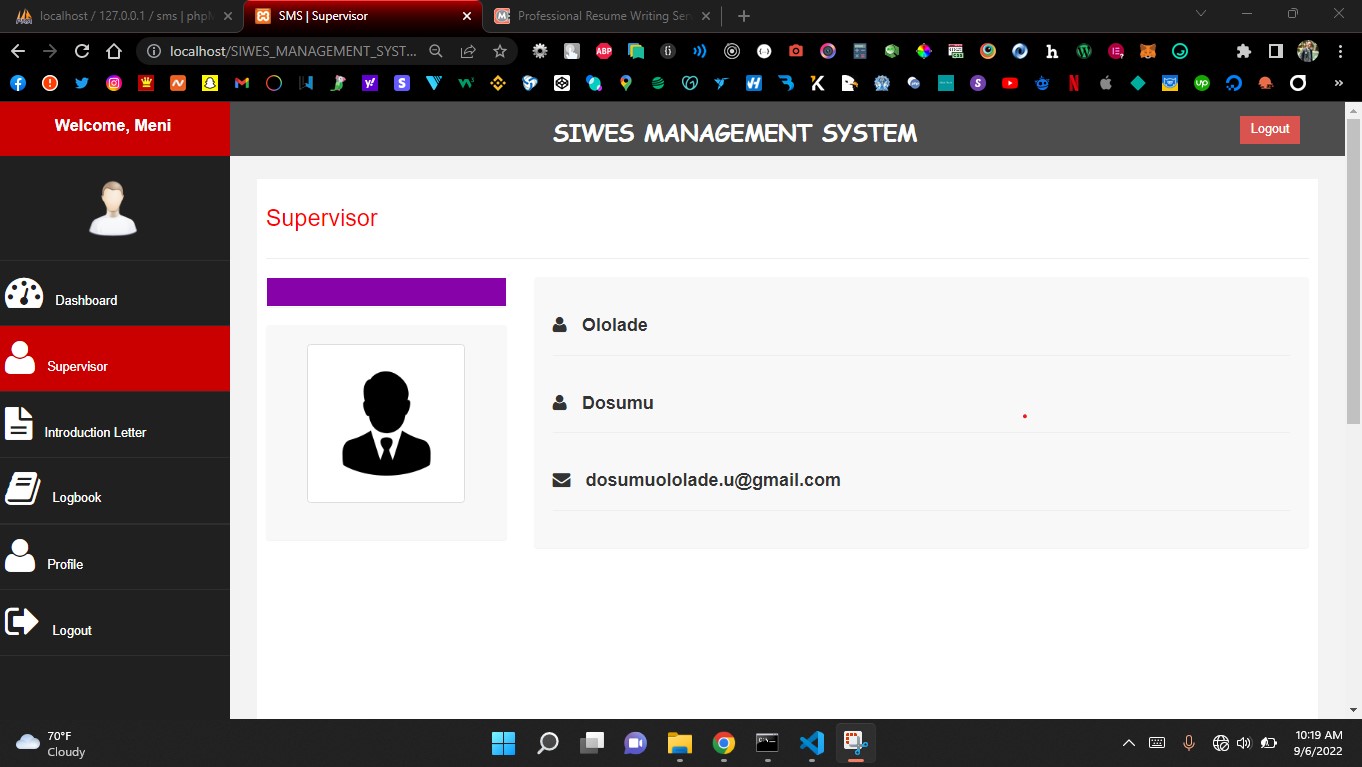 localhost / 127.0.0.1 / sms | phpM
SMS | Supervisor
Professional Resume Writing Serv
localhost/SIWES_MANAGEMENT_SYST...
Welcome, Meni
SIWES MANAGEMENT SYSTEM
Logout
Supervisor
Dashboard
Supervisor
Introduction Letter
Logbook
Profile
Logout
Ololade
Dosumu
dosumuololade.u@gmail.com
70°F
Cloudy
10:19 AM
9/6/2022